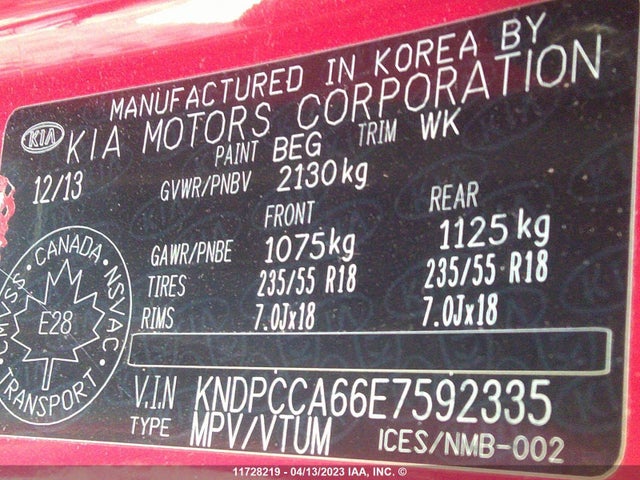 MANUFACTURED IN KOREA BY
KIA KIA MOTORS CORPORATION
PAINT BEG TRIM WK
12/13 GVWR/PNBV 2130kg
FRONT REAR
GAWR/PNBE 1075kg 1125kg
TIRES 235/55 R18 235/55 R18
RIMS 7.0Jx18 7.0Jx18
CANADA NSVAC TRANSPORT CMVSS
E28
V.I.N KNDPCCA66E7592335
TYPE MPV/VTUM ICES/NMB-002
11728219 - 04/13/2023 IAA, INC. ©